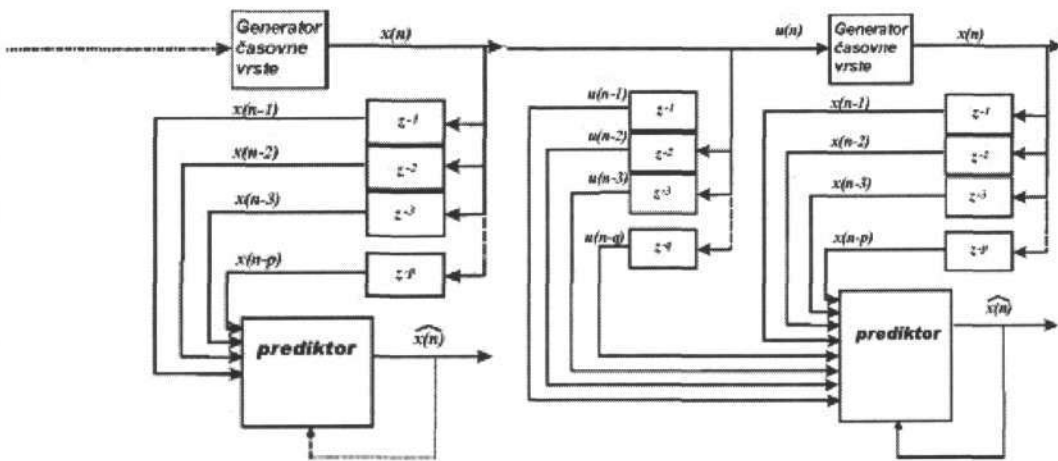 Generator
časovne
vrste
x(n)
x(n-1)
z-1
x(n-2)
z-2
x(n-3)
z-3
x(n-p)
z-p
prediktor
x(n)
u(n)
Generator
časovne
vrste
x(n)
u(n-1)
z-1
u(n-2)
z-2
u(n-3)
z-3
u(n-q)
z-q
x(n-1)
z-1
x(n-2)
z-2
x(n-3)
z-3
x(n-p)
z-p
prediktor
x(n)